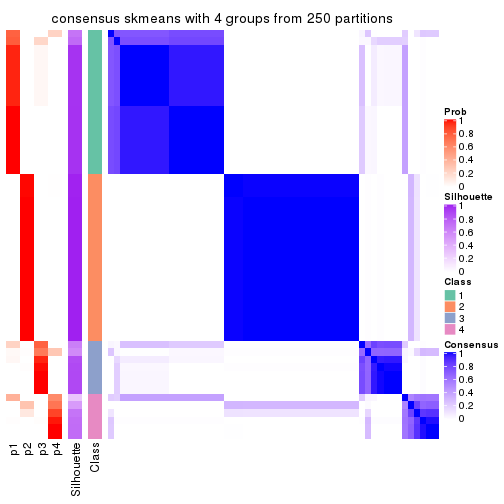 consensus skmeans with 4 groups from 250 partitions
Prob
1
0.8
0.6
0.4
0.2
0
Silhouette
1
0.8
0.6
0.4
0.2
0
Class
1
2
3
4
Consensus
1
0.8
0.6
0.4
0.2
0
p1
p2
p3
p4
Silhouette
Class